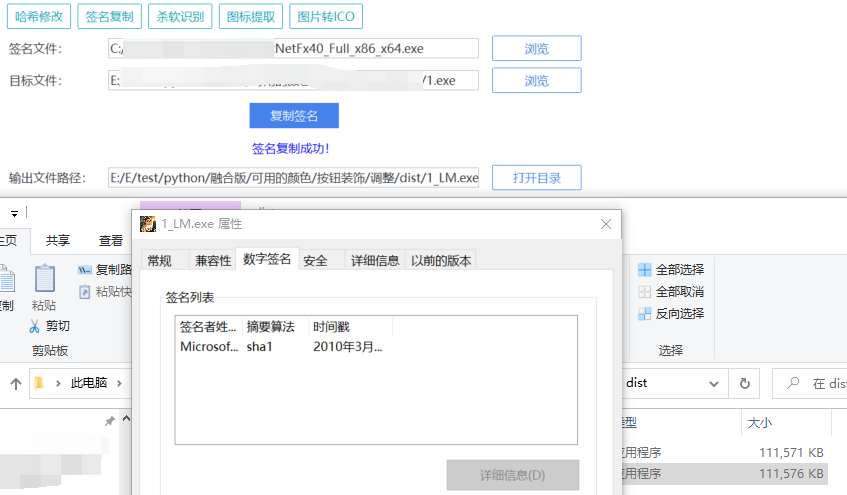 哈希修改 签名复制 杀软识别 图标提取 图片转ICO
签名文件: C:/ NetFx40_Full_x86_x64.exe 浏览
目标文件: E: /1.exe 浏览
复制签名
签名复制成功!
输出文件路径: E:/E/test/python/融合版/可用的颜色/按钮装饰/调整/dist/1_LM.exe 打开目录
1_LM.exe 属性
主页 共享 查看
常规 兼容性 数字签名 安全 详细信息 以前的版本
复制路
粘贴快
粘贴
剪切
剪贴板
全部选择
全部取消
反向选择
选择
签名列表
签名者姓... 摘要算法 时间戳
Microsof... sha1 2010年3月...
此电脑
dist
在 dis
大小
应用程序 111,571 KB
应用程序 111,576 KB
详细信息(D)